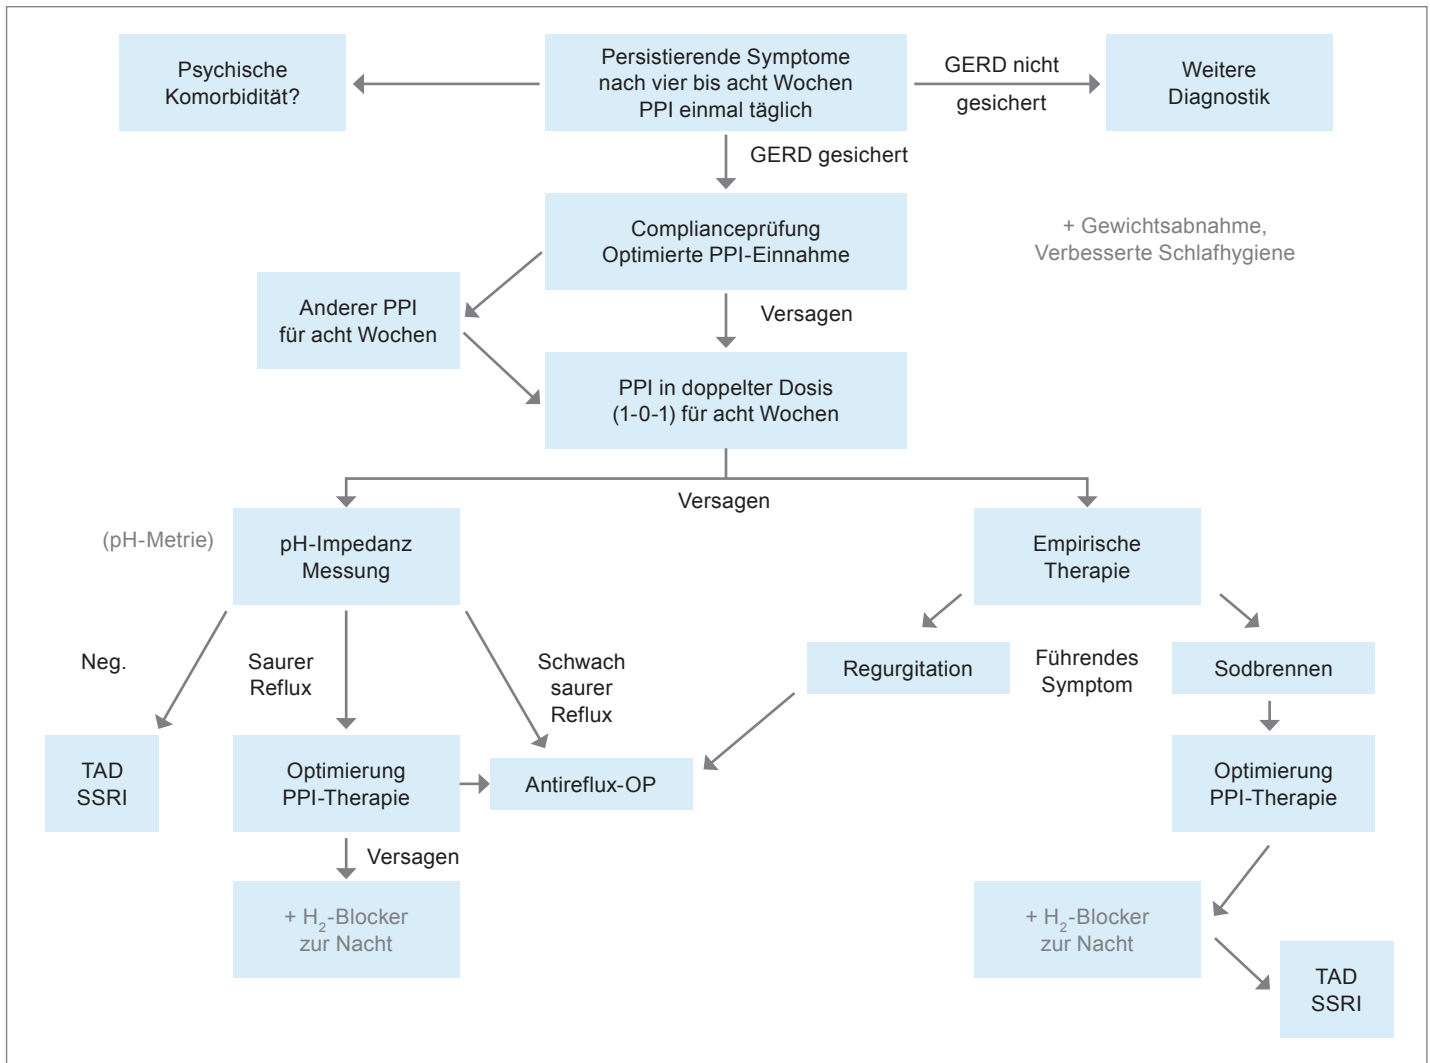 Psychische
Komorbidität?
Persistierende Symptome
nach vier bis acht Wochen
PPI einmal täglich
GERD nicht
gesichert
Weitere
Diagnostik
GERD gesichert
Complianceprüfung
Optimierte PPI-Einnahme
+ Gewichtsabnahme,
Verbesserte Schlafhygiene
Anderer PPI
für acht Wochen
Versagen
PPI in doppelter Dosis
(1-0-1) für acht Wochen
Versagen
(pH-Metrie)
pH-Impedanz
Messung
Empirische
Therapie
Neg.
Saurer
Reflux
Schwach
saurer
Reflux
Regurgitation
Führendes
Symptom
Sodbrennen
TAD
SSRI
Optimierung
PPI-Therapie
Antireflux-OP
Optimierung
PPI-Therapie
Versagen
+ H₂-Blocker
zur Nacht
+ H₂-Blocker
zur Nacht
TAD
SSRI